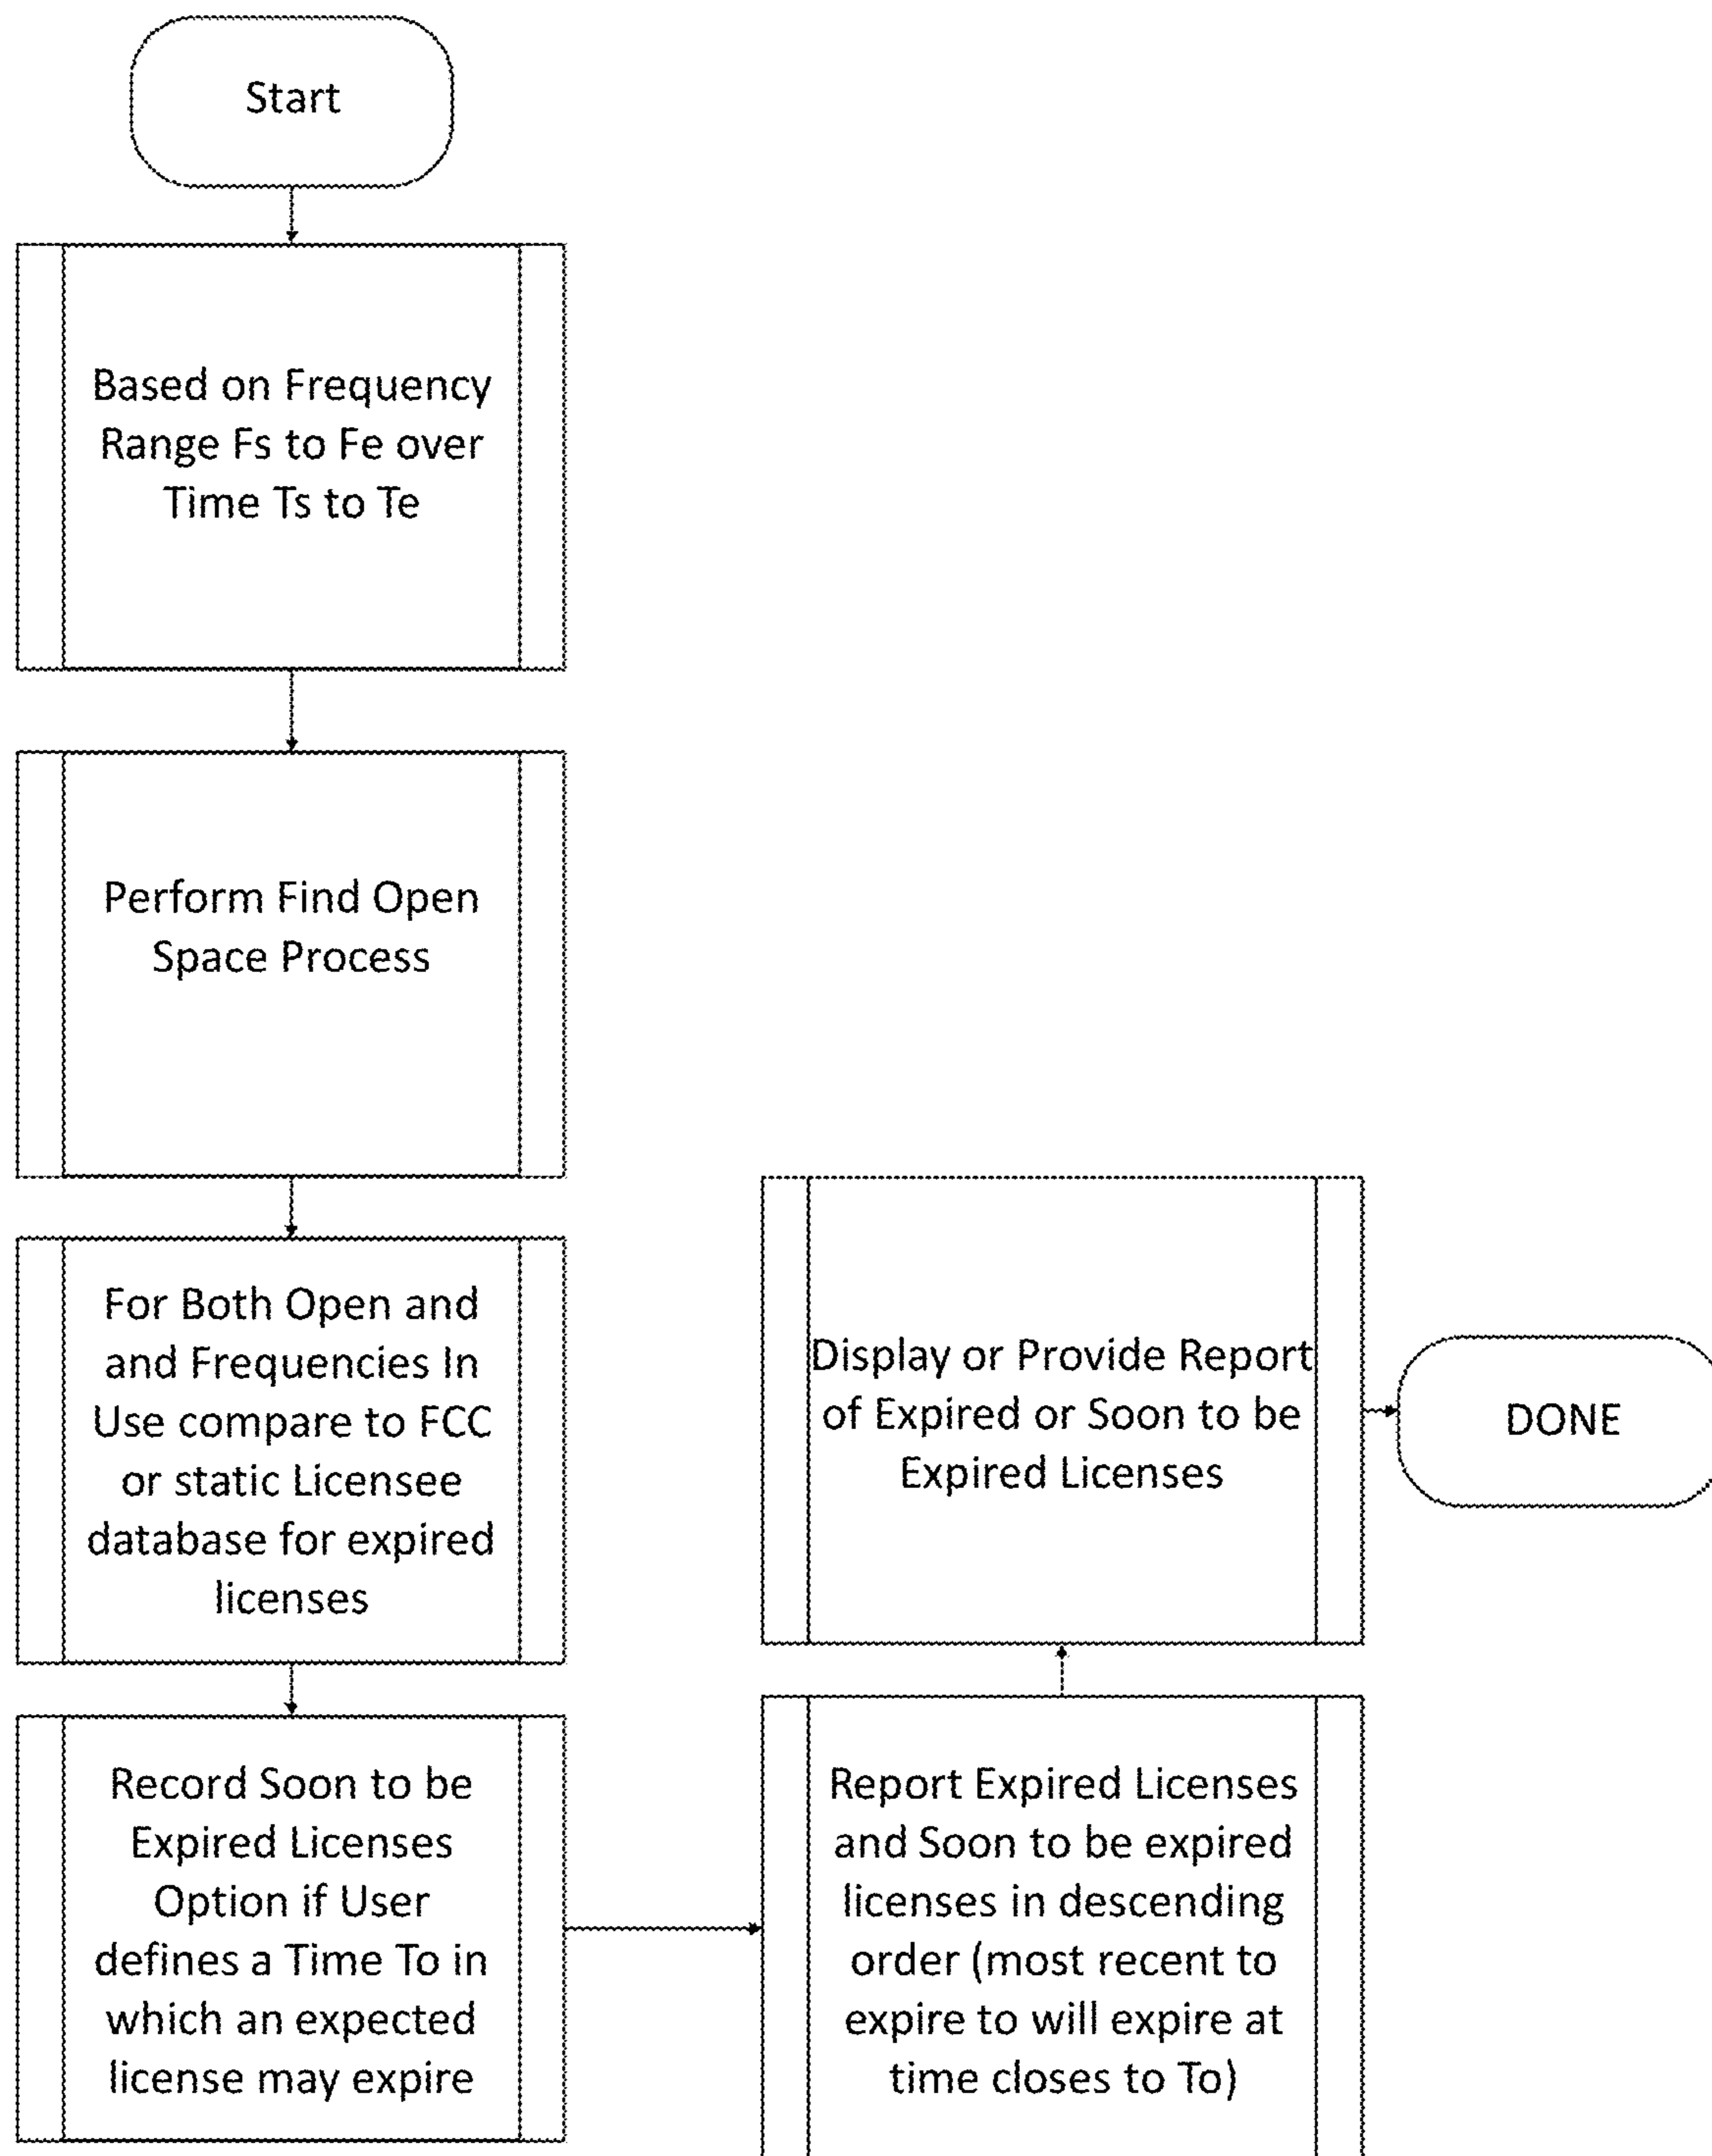 Start
Based on Frequency
Range Fs to Fe over
Time Ts to Te
Perform Find Open
Space Process
For Both Open and
and Frequencies In
Use compare to FCC
or static Licensee
database for expired
licenses
Record Soon to be
Expired Licenses
Option if User
defines a Time To in
which an expected
license may expire
Report Expired Licenses
and Soon to be expired
licenses in descending
order (most recent to
expire to will expire at
time closes to To)
Display or Provide Report
of Expired or Soon to be
Expired Licenses
DONE